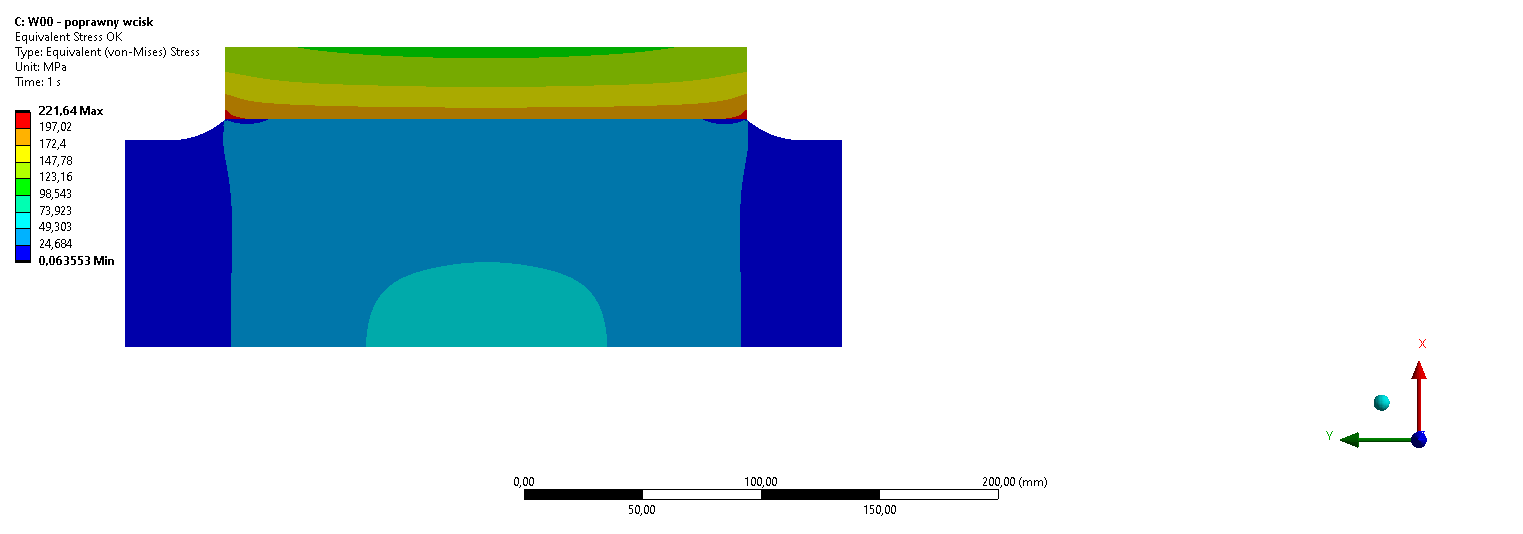 C: W00 - poprawny wcisk
Equivalent Stress OK
Type: Equivalent (von-Mises) Stress
Unit: MPa
Time: 1 s
221,64 Max
197,02
172,4
147,78
123,16
98,543
73,923
49,303
24,684
0,063553 Min
X
Y
0,00 100,00 200,00 (mm)
50,00 150,00